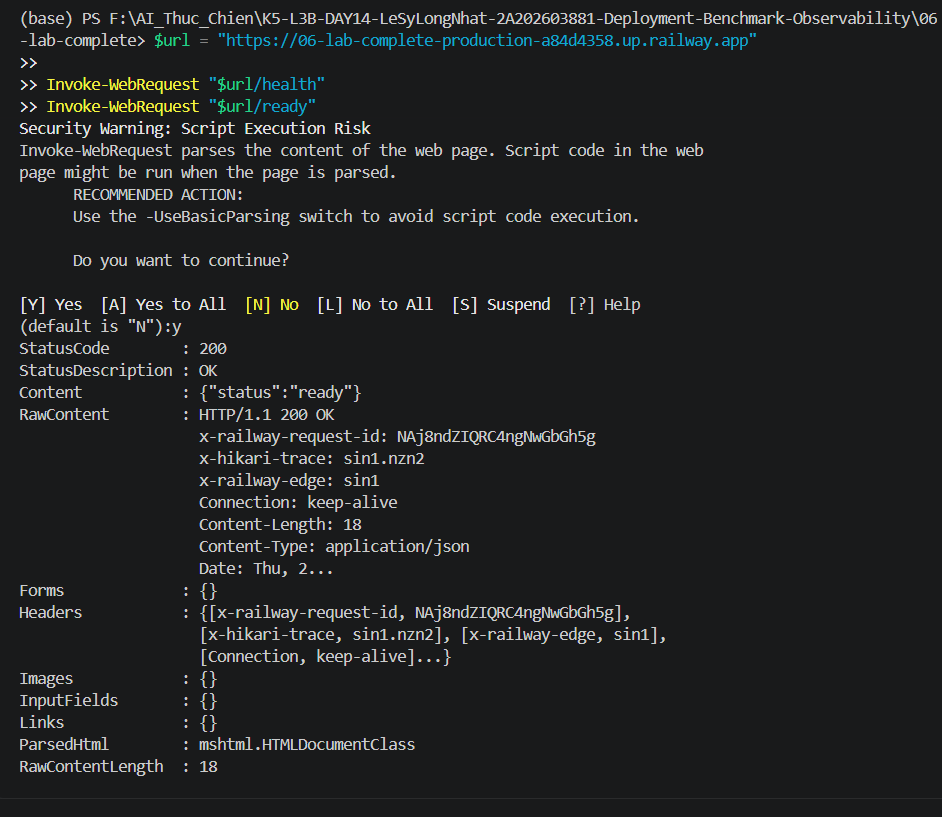 (base) PS F:\AI_Thuc_Chien\K5-L3B-DAY14-LeSyLongNhat-2A202603881-Deployment-Benchmark-Observability\06
-lab-complete> $url = "https://06-lab-complete-production-a84d4358.up.railway.app"
>>
>> Invoke-WebRequest "$url/health"
>> Invoke-WebRequest "$url/ready"
Security Warning: Script Execution Risk
Invoke-WebRequest parses the content of the web page. Script code in the web
page might be run when the page is parsed.
      RECOMMENDED ACTION:
      Use the -UseBasicParsing switch to avoid script code execution.

      Do you want to continue?

[Y] Yes  [A] Yes to All  [N] No  [L] No to All  [S] Suspend  [?] Help
(default is "N"):y
StatusCode        : 200
StatusDescription : OK
Content           : {"status":"ready"}
RawContent        : HTTP/1.1 200 OK
                    x-railway-request-id: NAj8ndZIQRC4ngNwGbGh5g
                    x-hikari-trace: sin1.nzn2
                    x-railway-edge: sin1
                    Connection: keep-alive
                    Content-Length: 18
                    Content-Type: application/json
                    Date: Thu, 2...
Forms             : {}
Headers           : {[x-railway-request-id, NAj8ndZIQRC4ngNwGbGh5g],
                    [x-hikari-trace, sin1.nzn2], [x-railway-edge, sin1],
                    [Connection, keep-alive]...}
Images            : {}
InputFields       : {}
Links             : {}
ParsedHtml        : mshtml.HTMLDocumentClass
RawContentLength  : 18